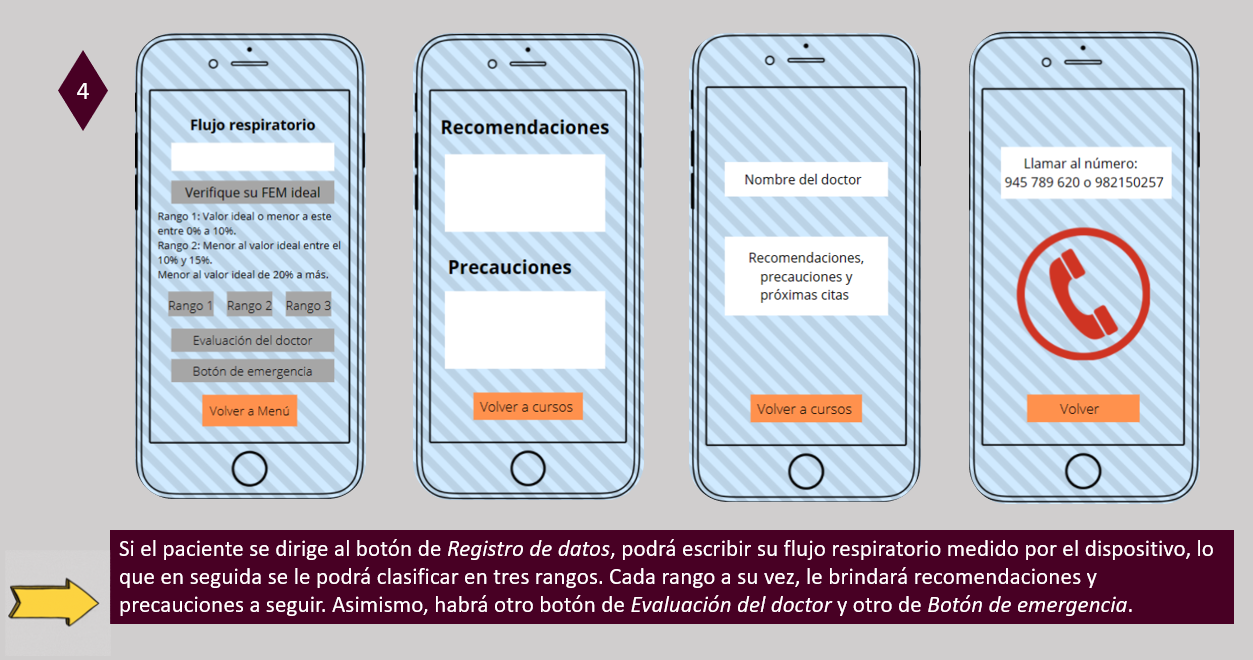 4
Flujo respiratorio
Verifique su FEM ideal
Rango 1: Valor ideal o menor a este
entre 0% a 10%.
Rango 2: Menor al valor ideal entre el
10% y 15%.
Menor al valor ideal de 20% a más.
Rango 1 Rango 2 Rango 3
Evaluación del doctor
Botón de emergencia
Volver a Menú
Recomendaciones
Precauciones
Volver a cursos
Nombre del doctor
Recomendaciones,
precauciones y
próximas citas
Volver a cursos
Llamar al número:
945 789 620 o 982150257
Volver
Si el paciente se dirige al botón de Registro de datos, podrá escribir su flujo respiratorio medido por el dispositivo, lo
que en seguida se le podrá clasificar en tres rangos. Cada rango a su vez, le brindará recomendaciones y
precauciones a seguir. Asimismo, habrá otro botón de Evaluación del doctor y otro de Botón de emergencia.